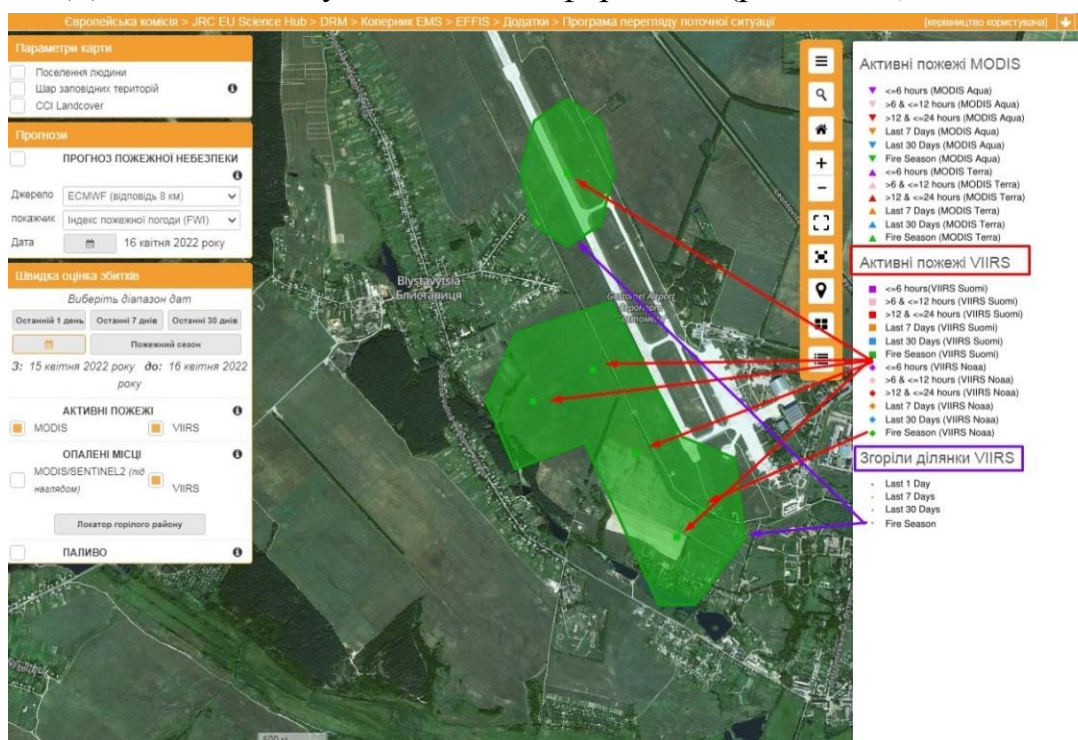 Європейська комісія > JRC EU Science Hub > DRM > Коперник EMS > EFFIS > Додатки > Програма перегляду поточної ситуації
[керівництво користувача]
Параметри карти
Поселення людини
Шар заповідних територій
CCI Landcover
Прогнози
ПРОГНОЗ ПОЖЕЖНОЇ НЕБЕЗПЕКИ
Джерело ECMWF (відповідь 8 км)
покажчик Індекс пожежної погоди (FWI)
Дата 16 квітня 2022 року
Швидка оцінка збитків
Виберіть діапазон дат
Останній 1 день Останні 7 днів Останні 30 днів
Пожежний сезон
З: 15 квітня 2022 року до: 16 квітня 2022
року
АКТИВНІ ПОЖЕЖІ
MODIS VIIRS
ОПАЛЕНІ МІСЦІ
MODIS/SENTINEL2 (під
наглядом) VIIRS
Локатор горілого району
ПАЛИВО
Blystavytsia
Блиставиця
Gostomel Airport
500 м
Активні пожежі MODIS
<=6 hours (MODIS Aqua)
>6 & <=12 hours (MODIS Aqua)
>12 & <=24 hours (MODIS Aqua)
Last 7 Days (MODIS Aqua)
Last 30 Days (MODIS Aqua)
Fire Season (MODIS Aqua)
<=6 hours (MODIS Terra)
>6 & <=12 hours (MODIS Terra)
>12 & <=24 hours (MODIS Terra)
Last 7 Days (MODIS Terra)
Last 30 Days (MODIS Terra)
Fire Season (MODIS Terra)
Активні пожежі VIIRS
<=6 hours(VIIRS Suomi)
>6 & <=12 hours (VIIRS Suomi)
>12 & <=24 hours (VIIRS Suomi)
Last 7 Days (VIIRS Suomi)
Last 30 Days (VIIRS Suomi)
Fire Season (VIIRS Suomi)
<=6 hours (VIIRS Noaa)
>6 & <=12 hours (VIIRS Noaa)
>12 & <=24 hours (VIIRS Noaa)
Last 7 Days (VIIRS Noaa)
Last 30 Days (VIIRS Noaa)
Fire Season (VIIRS Noaa)
Згоріли ділянки VIIRS
Last 1 Day
Last 7 Days
Last 30 Days
Fire Season